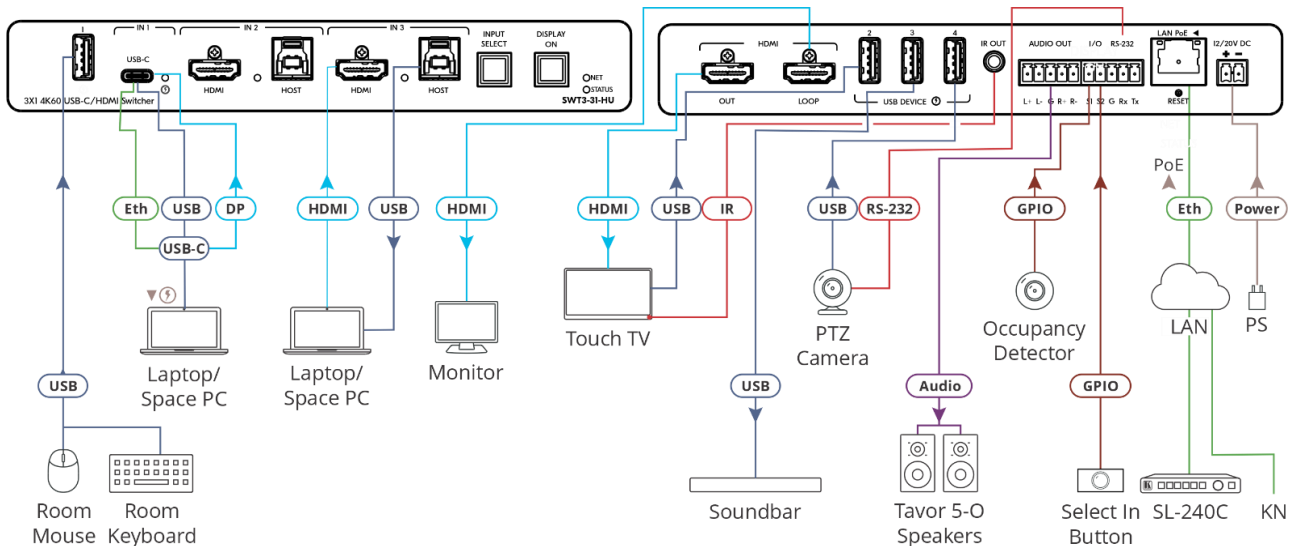 1
IN 1
IN 2
IN 3
USB-C
HDMI
HOST
HDMI
HOST
INPUT
SELECT
DISPLAY
ON
NET
STATUS
3X1 4K60 USB-C/HDMI Switcher
SWT3-31-HU
HDMI
OUT
LOOP
2
3
4
USB DEVICE
IR OUT
AUDIO OUT
I/O
RS-232
L+ L- G R+ R- S1 S2 G Rx Tx
LAN PoE
RESET
12/20V DC
+ −
PoE
Eth
USB
DP
HDMI
USB
HDMI
HDMI
USB
IR
USB
RS-232
GPIO
Eth
Power
USB-C
Laptop/
Space PC
Laptop/
Space PC
Monitor
Touch TV
PTZ
Camera
Occupancy
Detector
LAN
PS
USB
USB
Audio
GPIO
Room
Mouse
Room
Keyboard
Soundbar
Tavor 5-O
Speakers
Select In
Button
SL-240C
KN